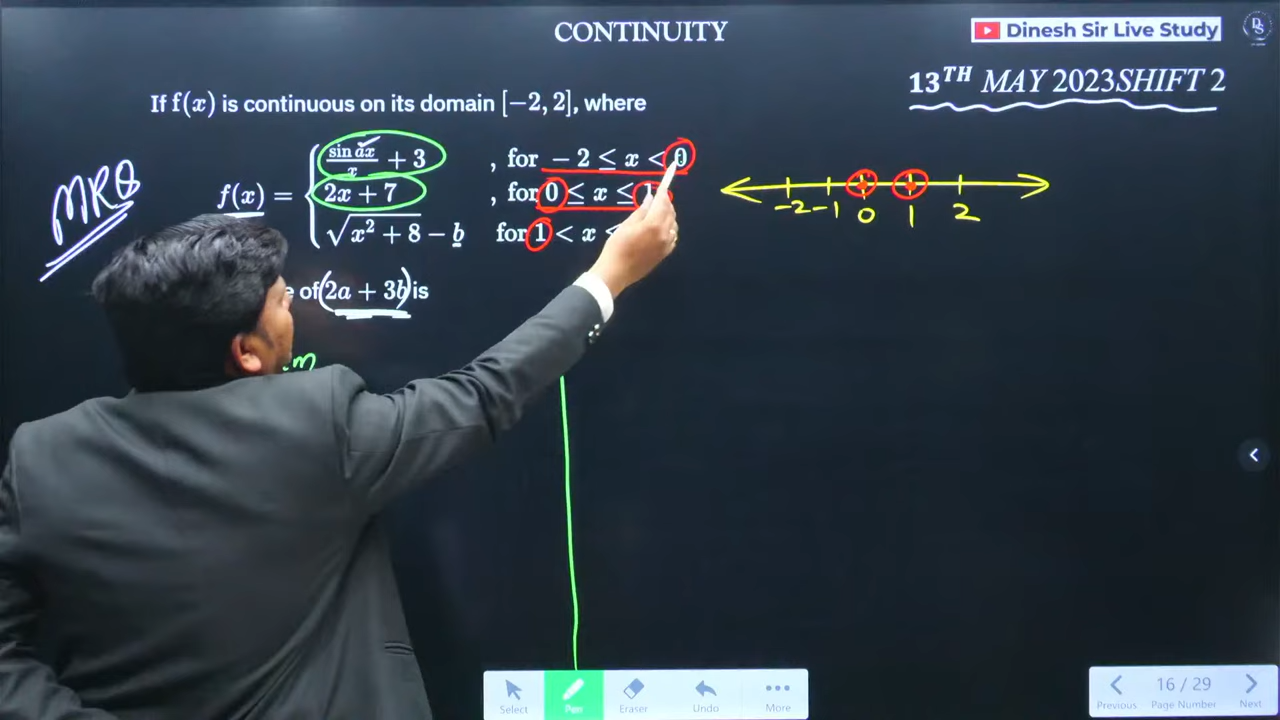 CONTINUITY
Dinesh Sir Live Study
DS
13TH MAY 2023SHIFT 2
If f(x) is continuous on its domain [−2, 2], where
MRQ
f(x) = { sin ax / x + 3 , for − 2 ≤ x < 0
2x + 7 , for 0 ≤ x ≤ 1
√x² + 8 − b for 1 < x ≤
of (2a + 3b) is
-2 -1 0 1 2
Select Pen Eraser Undo More
16 / 29
Previous Page Number Next